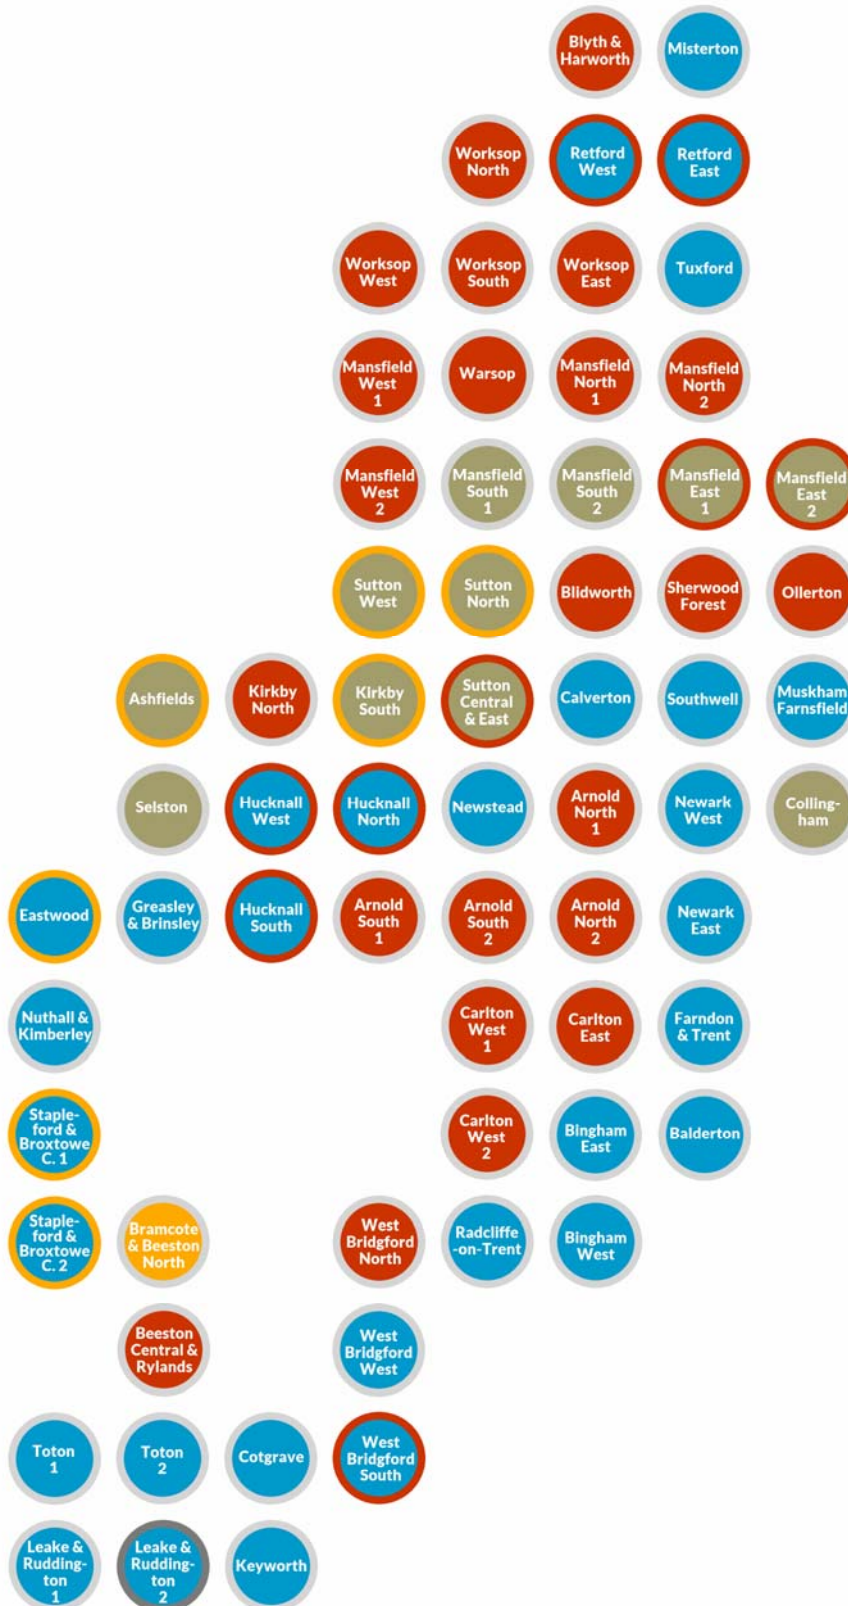 Blyth &
Harworth
Misterton
Worksop
North
Retford
West
Retford
East
Worksop
West
Worksop
South
Worksop
East
Tuxford
Mansfield
West
1
Warsop
Mansfield
North
1
Mansfield
North
2
Mansfield
West
2
Mansfield
South
1
Mansfield
South
2
Mansfield
East
1
Mansfield
East
2
Sutton
West
Sutton
North
Blidworth
Sherwood
Forest
Ollerton
Ashfields
Kirkby
North
Kirkby
South
Sutton
Central
& East
Calverton
Southwell
Muskham
Farnsfield
Selston
Hucknall
West
Hucknall
North
Newstead
Arnold
North
1
Newark
West
Colling-
ham
Eastwood
Greasley
& Brinsley
Hucknall
South
Arnold
South
1
Arnold
South
2
Arnold
North
2
Newark
East
Nuthall &
Kimberley
Carlton
West
1
Carlton
East
Farndon
& Trent
Staple-
ford &
Broxtowe
C. 1
Carlton
West
2
Bingham
East
Balderton
Staple-
ford &
Broxtowe
C. 2
Bramcote
& Beeston
North
West
Bridgford
North
Radcliffe
-on-Trent
Bingham
West
Beeston
Central &
Rylands
West
Bridgford
West
Toton
1
Toton
2
Cotgrave
West
Bridgford
South
Leake &
Rudding-
ton
1
Leake &
Rudding-
ton
2
Keyworth